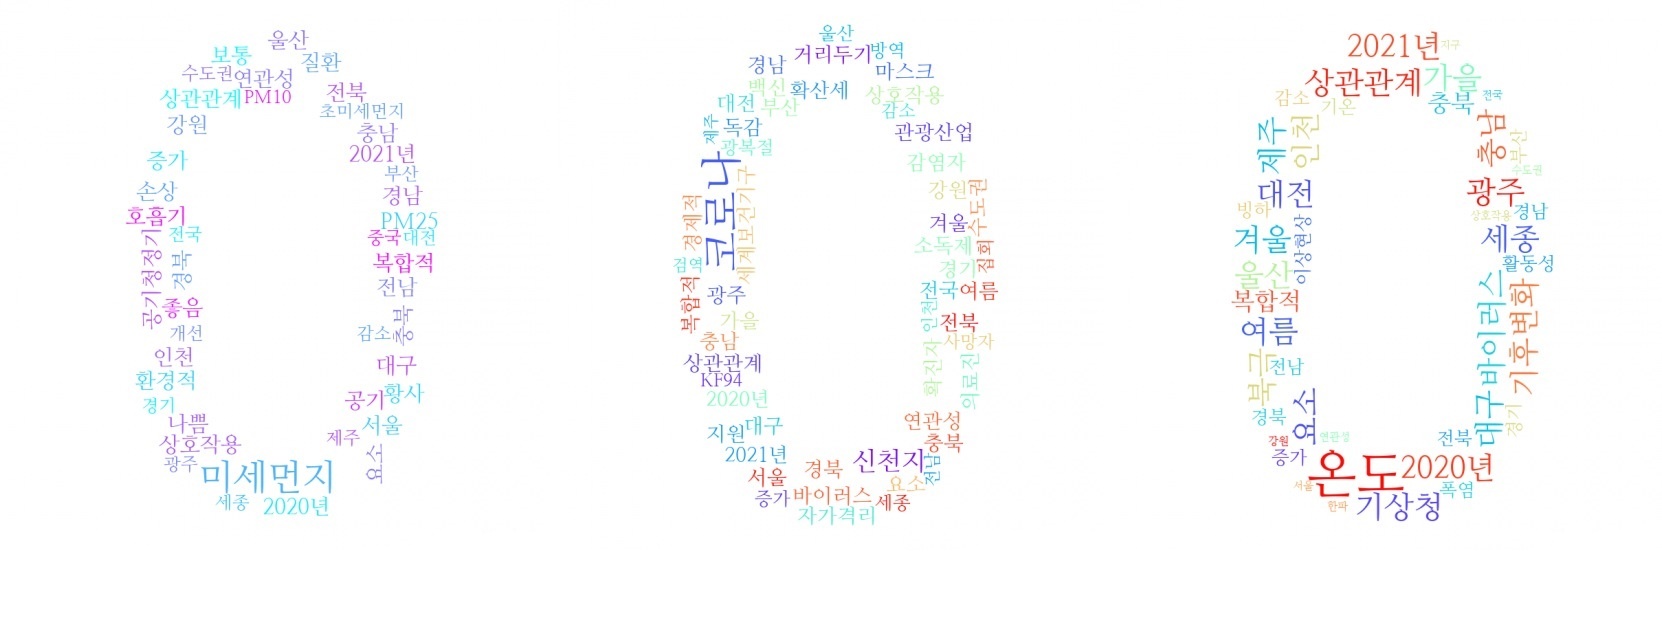 울산
보통
질환
수도권
연관성
상관관계
PM10
전북
초미세먼지
강원
충남
2021년
증가
부산
손상
경남
호흡기
PM25
전국
중국
대전
공기청정기
경북
복합적
전남
좋음
충북
개선
감소
인천
대구
환경적
경기
공기
황사
나쁨
서울
상호작용
제주
광주
요소
미세먼지
세종
2020년
울산
거리두기
방역
경남
마스크
백신
확산세
상호작용
대전
부산
감소
제주
독감
관광산업
광복절
감염자
코로나
세계보건기구
강원
수도권
경제적
겨울
소독제
집회
검역
경기
복합적
광주
전국
여름
인천
가을
전북
충남
사망자
상관관계
확진자
의료진
KF94
2020년
연관성
지원
대구
충북
2021년
신천지
전남
서울
경북
요소
증가
바이러스
세종
자가격리
2021년
지구
상관관계
가을
감소
기온
충북
전국
제주
인천
충남
부산
수도권
대전
광주
빙하
상호작용
경남
겨울
이상현상
세종
울산
활동성
복합적
바이러스
기후변화
여름
북극
전남
요소
경북
대구
경기
강원
연관성
전북
증가
온도
2020년
서울
폭염
한파
기상청